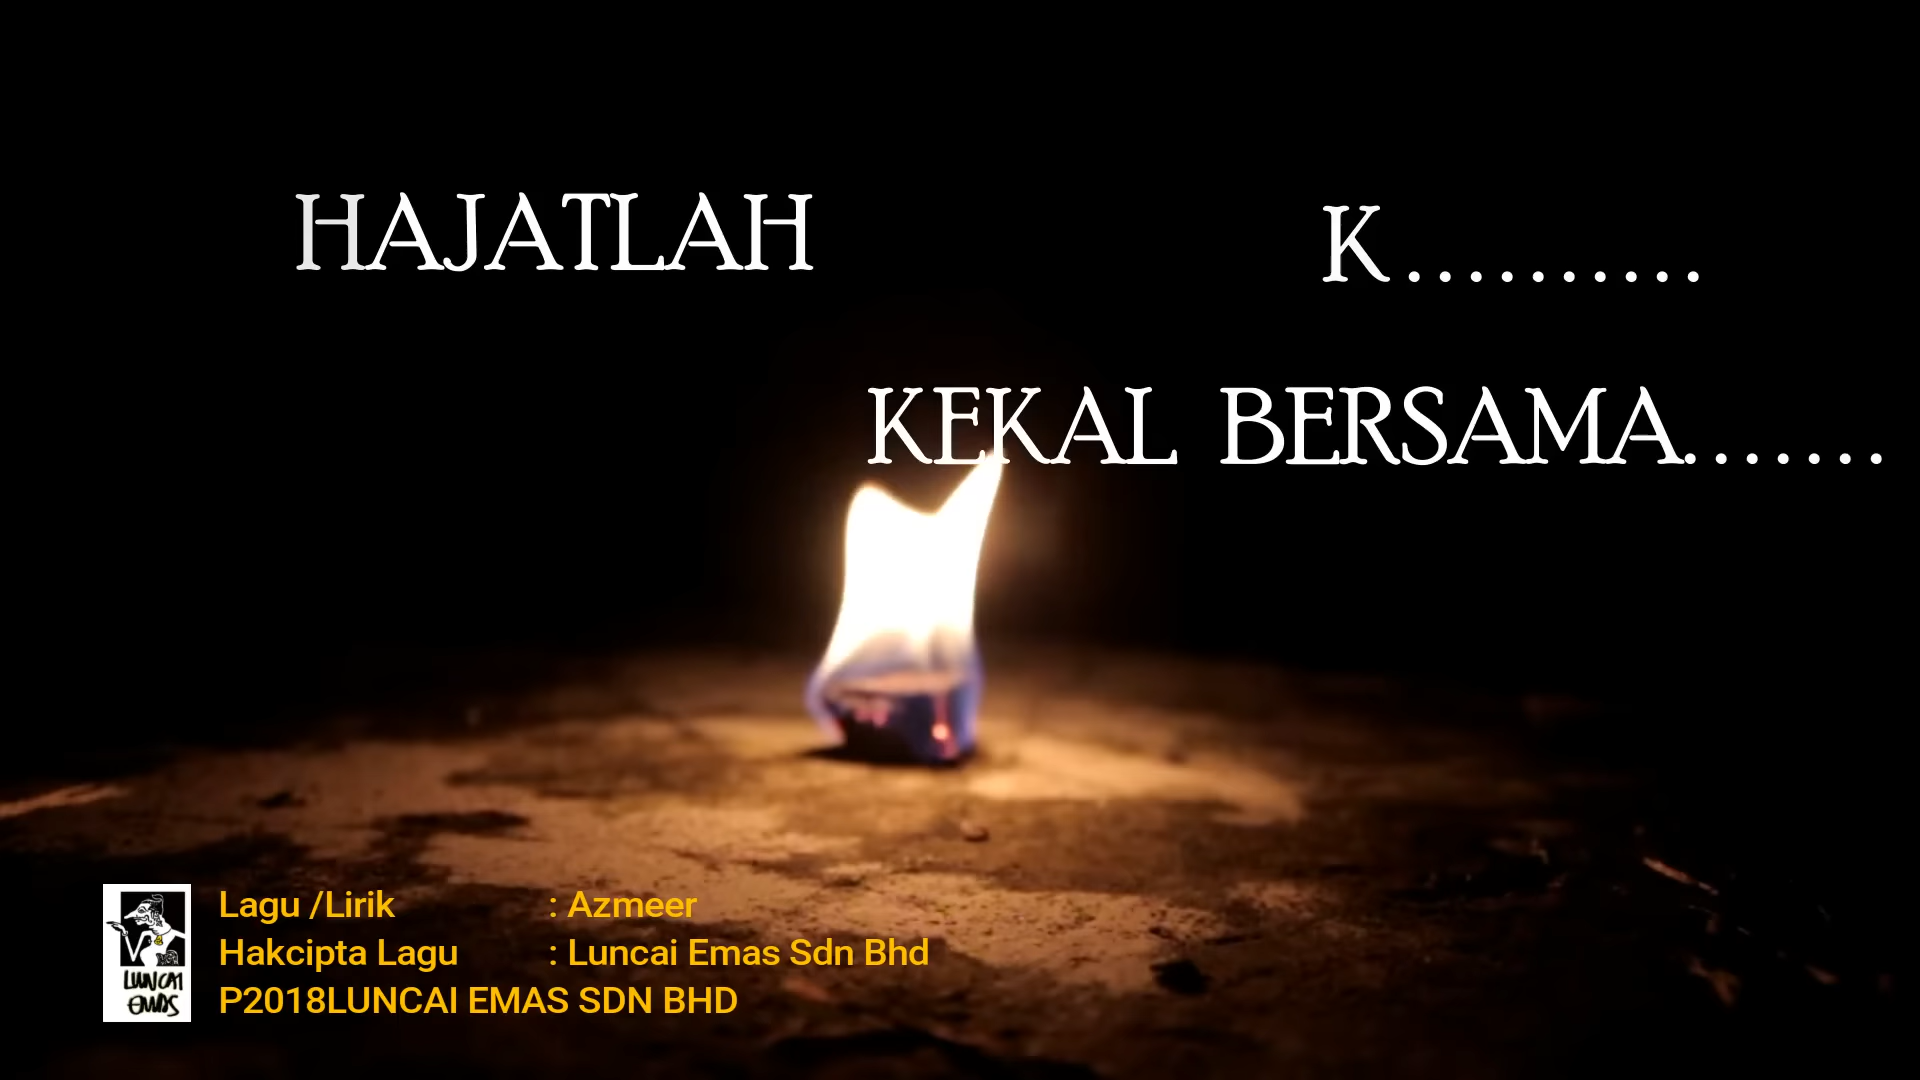 HAJATLAH K..........
KEKAL BERSAMA.......
Lagu /Lirik : Azmeer
Hakcipta Lagu : Luncai Emas Sdn Bhd
P2018LUNCAI EMAS SDN BHD
LUNCAI
EMAS